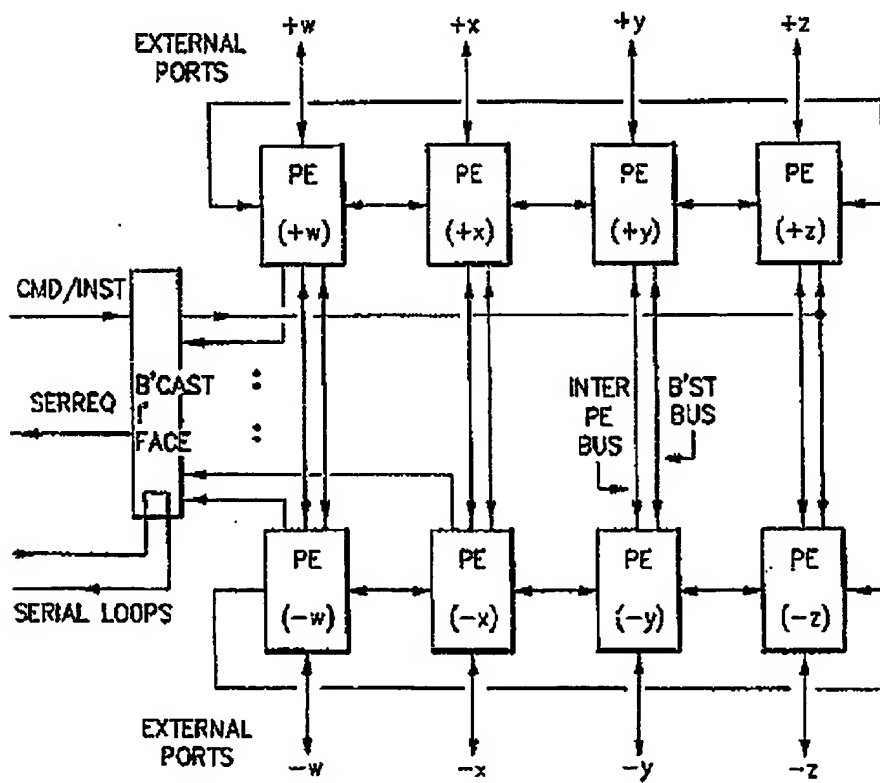 +w +x +y +z
EXTERNAL
PORTS
PE PE PE PE
(+w) (+x) (+y) (+z)
CMD/INST
B'CAST
SERREQ
FACE
INTER
PE
BUS
B'ST
BUS
PE PE PE PE
(−w) (−x) (−y) (−z)
SERIAL LOOPS
EXTERNAL
PORTS
−w −x −y −z